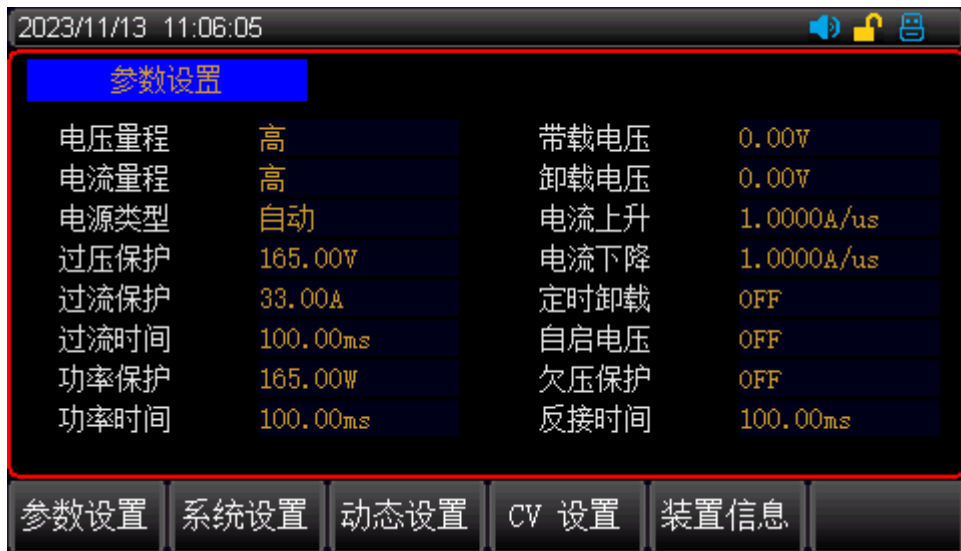 2023/11/13 11:06:05
参数设置
电压量程 高 带载电压 0.00V
电流量程 高 卸载电压 0.00V
电源类型 自动 电流上升 1.0000A/us
过压保护 165.00V 电流下降 1.0000A/us
过流保护 33.00A 定时卸载 OFF
过流时间 100.00ms 自启电压 OFF
功率保护 165.00W 欠压保护 OFF
功率时间 100.00ms 反接时间 100.00ms
参数设置 系统设置 动态设置 CV 设置 装置信息